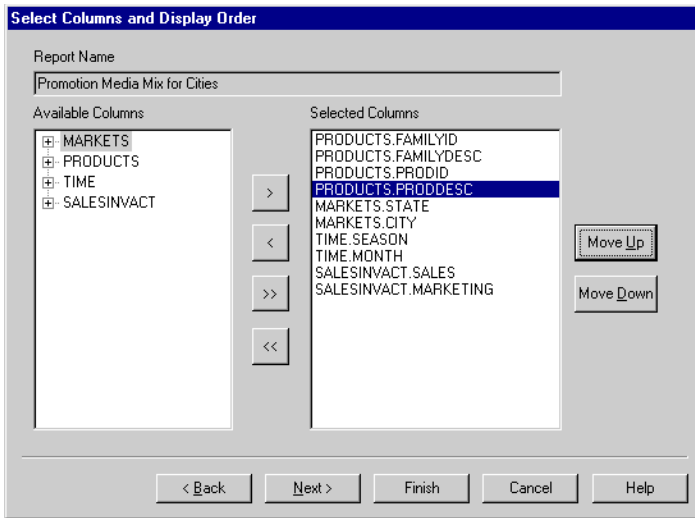 Select Columns and Display Order
Report Name
Promotion Media Mix for Cities
Available Columns
Selected Columns
MARKETS
PRODUCTS
TIME
SALESINVACT
>
<
>>
<<
PRODUCTS.FAMILYID
PRODUCTS.FAMILYDESC
PRODUCTS.PRODID
PRODUCTS.PRODDESC
MARKETS.STATE
MARKETS.CITY
TIME.SEASON
TIME.MONTH
SALESINVACT.SALES
SALESINVACT.MARKETING
Move Up
Move Down
< Back
Next >
Finish
Cancel
Help